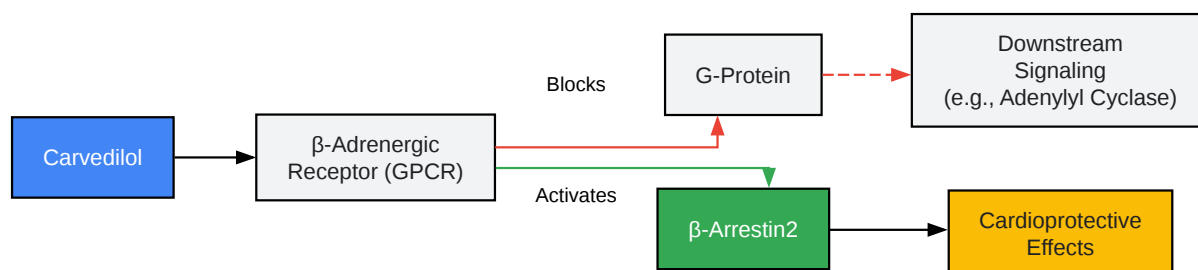 Carvedilol
β-Adrenergic
Receptor (GPCR)
Blocks
G-Protein
Downstream
Signaling
(e.g., Adenylyl Cyclase)
Activates
β-Arrestin2
Cardioprotective
Effects